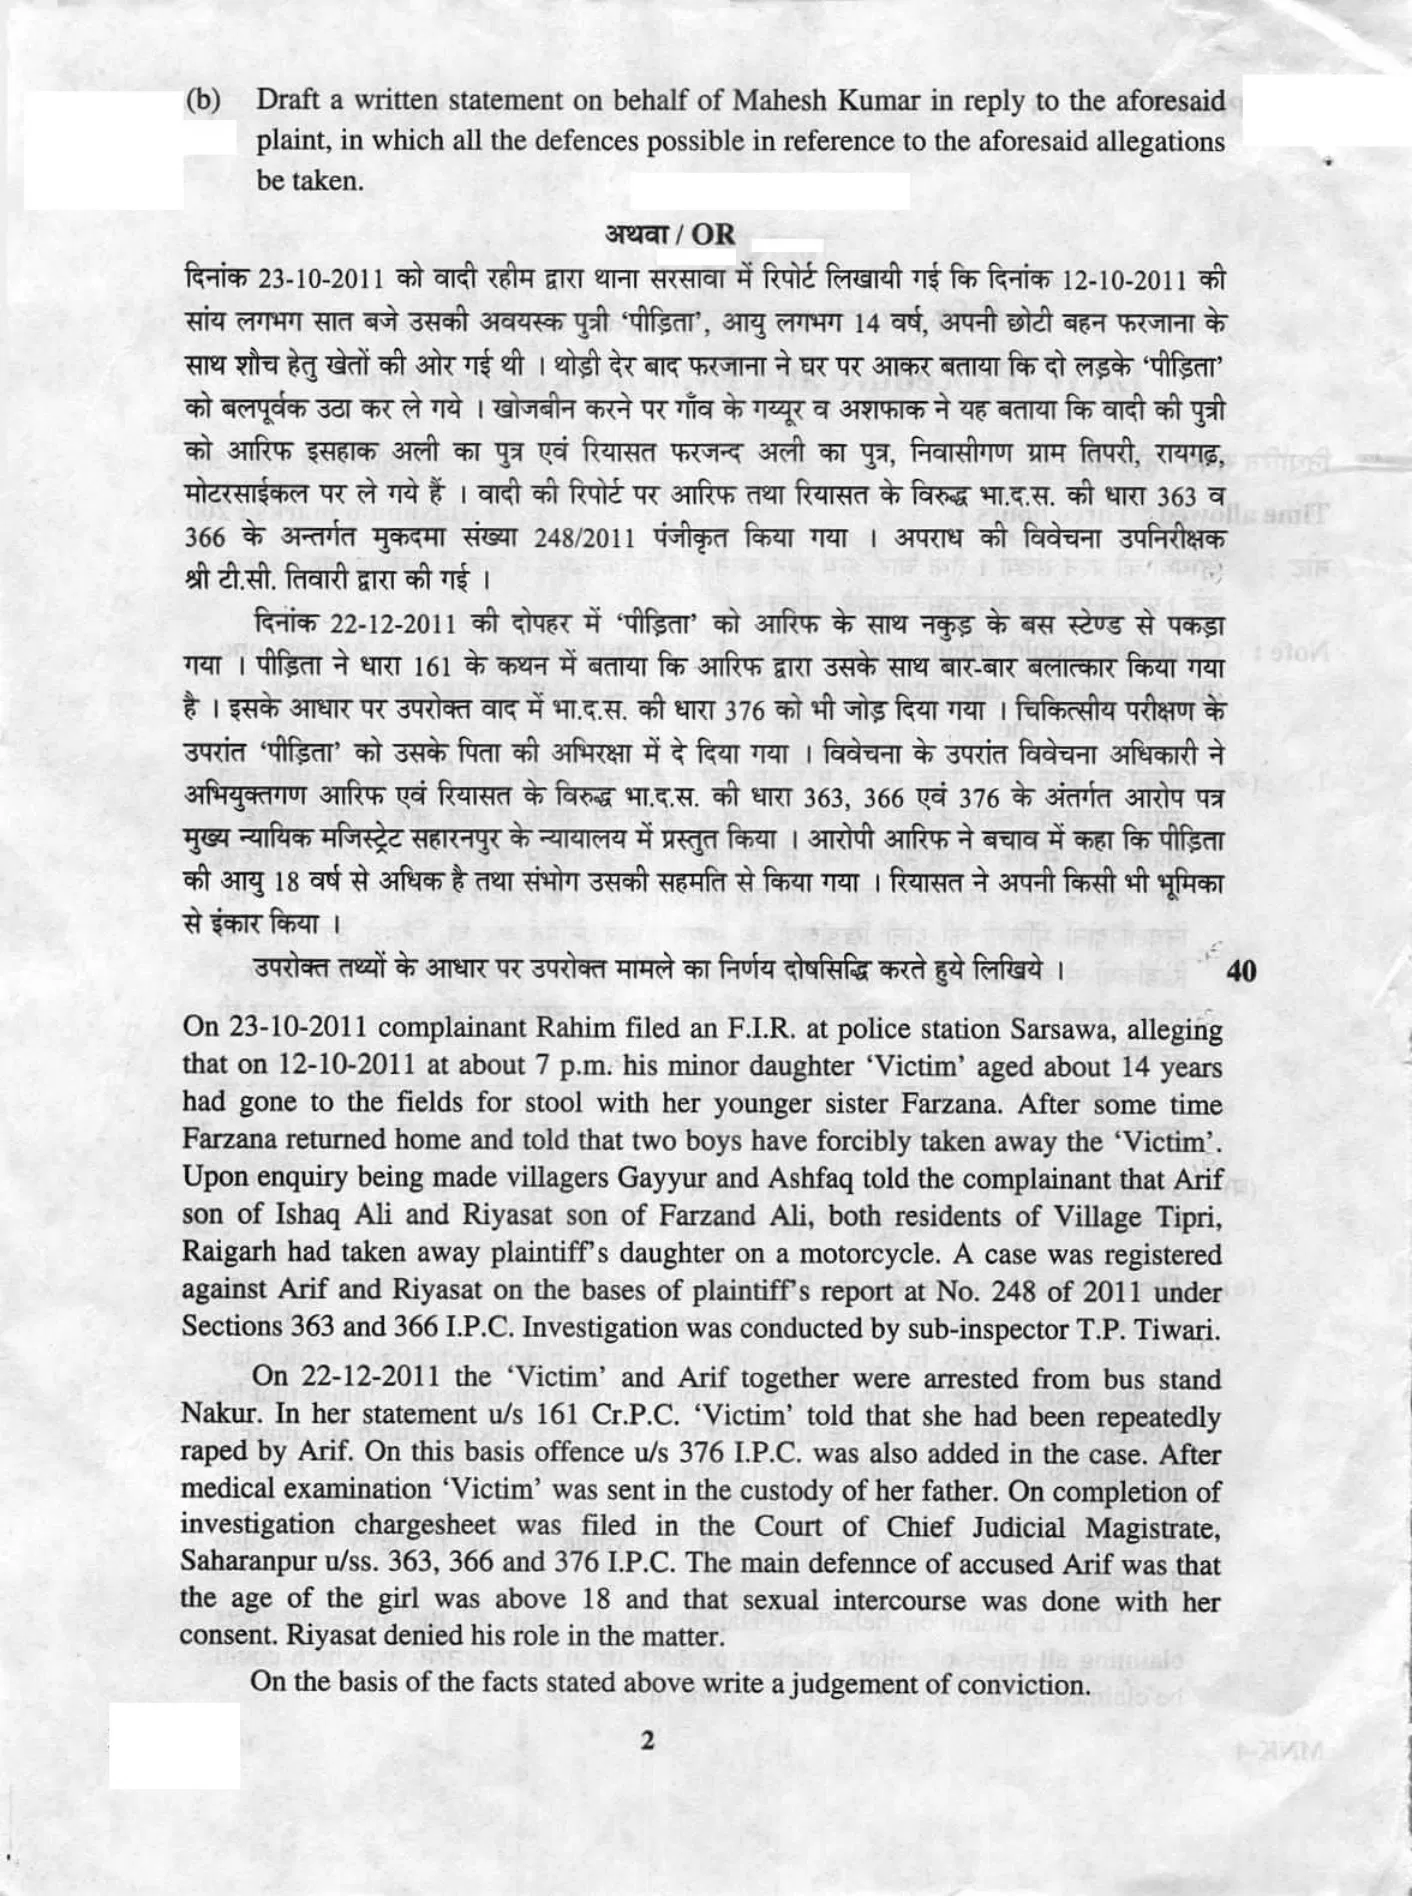 (b) Draft a written statement on behalf of Mahesh Kumar in reply to the aforesaid
plaint, in which all the defences possible in reference to the aforesaid allegations
be taken.
अथवा / OR
दिनांक 23-10-2011 को वादी रहीम द्वारा थाना सरसावा में रिपोर्ट लिखायी गई कि दिनांक 12-10-2011 की
सांय लगभग सात बजे उसकी अवयस्क पुत्री ‘पीड़िता’, आयु लगभग 14 वर्ष, अपनी छोटी बहन फरजाना के
साथ शौच हेतु खेतों की ओर गई थी । थोड़ी देर बाद फरजाना ने घर पर आकर बताया कि दो लड़के ‘पीड़िता’
को बलपूर्वक उठा कर ले गये । खोजबीन करने पर गाँव के गय्यूर व अशफाक ने यह बताया कि वादी की पुत्री
को आरिफ इसहाक अली का पुत्र एवं रियासत फरजन्द अली का पुत्र, निवासीगण ग्राम तिपरी, रायगढ़,
मोटरसाईकल पर ले गये हैं । वादी की रिपोर्ट पर आरिफ तथा रियासत के विरुद्ध भा.द.स. की धारा 363 व
366 के अन्तर्गत मुकदमा संख्या 248/2011 पंजीकृत किया गया । अपराध की विवेचना उपनिरीक्षक
श्री टी.सी. तिवारी द्वारा की गई ।
दिनांक 22-12-2011 की दोपहर में ‘पीड़िता’ को आरिफ के साथ नकुड़ के बस स्टेण्ड से पकड़ा
गया । पीड़िता ने धारा 161 के कथन में बताया कि आरिफ द्वारा उसके साथ बार-बार बलात्कार किया गया
है । इसके आधार पर उपरोक्त वाद में भा.द.स. की धारा 376 को भी जोड़ दिया गया । चिकित्सीय परीक्षण के
उपरांत ‘पीड़िता’ को उसके पिता की अभिरक्षा में दे दिया गया । विवेचना के उपरांत विवेचना अधिकारी ने
अभियुक्तगण आरिफ एवं रियासत के विरुद्ध भा.द.स. की धारा 363, 366 एवं 376 के अंतर्गत आरोप पत्र
मुख्य न्यायिक मजिस्ट्रेट सहारनपुर के न्यायालय में प्रस्तुत किया । आरोपी आरिफ ने बचाव में कहा कि पीड़िता
की आयु 18 वर्ष से अधिक है तथा संभोग उसकी सहमति से किया गया । रियासत ने अपनी किसी भी भूमिका
से इंकार किया ।
उपरोक्त तथ्यों के आधार पर उपरोक्त मामले का निर्णय दोषसिद्धि करते हुये लिखिये । 40
On 23-10-2011 complainant Rahim filed an F.I.R. at police station Sarsawa, alleging
that on 12-10-2011 at about 7 p.m. his minor daughter ‘Victim’ aged about 14 years
had gone to the fields for stool with her younger sister Farzana. After some time
Farzana returned home and told that two boys have forcibly taken away the ‘Victim’.
Upon enquiry being made villagers Gayyur and Ashfaq told the complainant that Arif
son of Ishaq Ali and Riyasat son of Farzand Ali, both residents of Village Tipri,
Raigarh had taken away plaintiff’s daughter on a motorcycle. A case was registered
against Arif and Riyasat on the bases of plaintiff’s report at No. 248 of 2011 under
Sections 363 and 366 I.P.C. Investigation was conducted by sub-inspector T.P. Tiwari.
On 22-12-2011 the ‘Victim’ and Arif together were arrested from bus stand
Nakur. In her statement u/s 161 Cr.P.C. ‘Victim’ told that she had been repeatedly
raped by Arif. On this basis offence u/s 376 I.P.C. was also added in the case. After
medical examination ‘Victim’ was sent in the custody of her father. On completion of
investigation chargesheet was filed in the Court of Chief Judicial Magistrate,
Saharanpur u/ss. 363, 366 and 376 I.P.C. The main defennce of accused Arif was that
the age of the girl was above 18 and that sexual intercourse was done with her
consent. Riyasat denied his role in the matter.
On the basis of the facts stated above write a judgement of conviction.
2